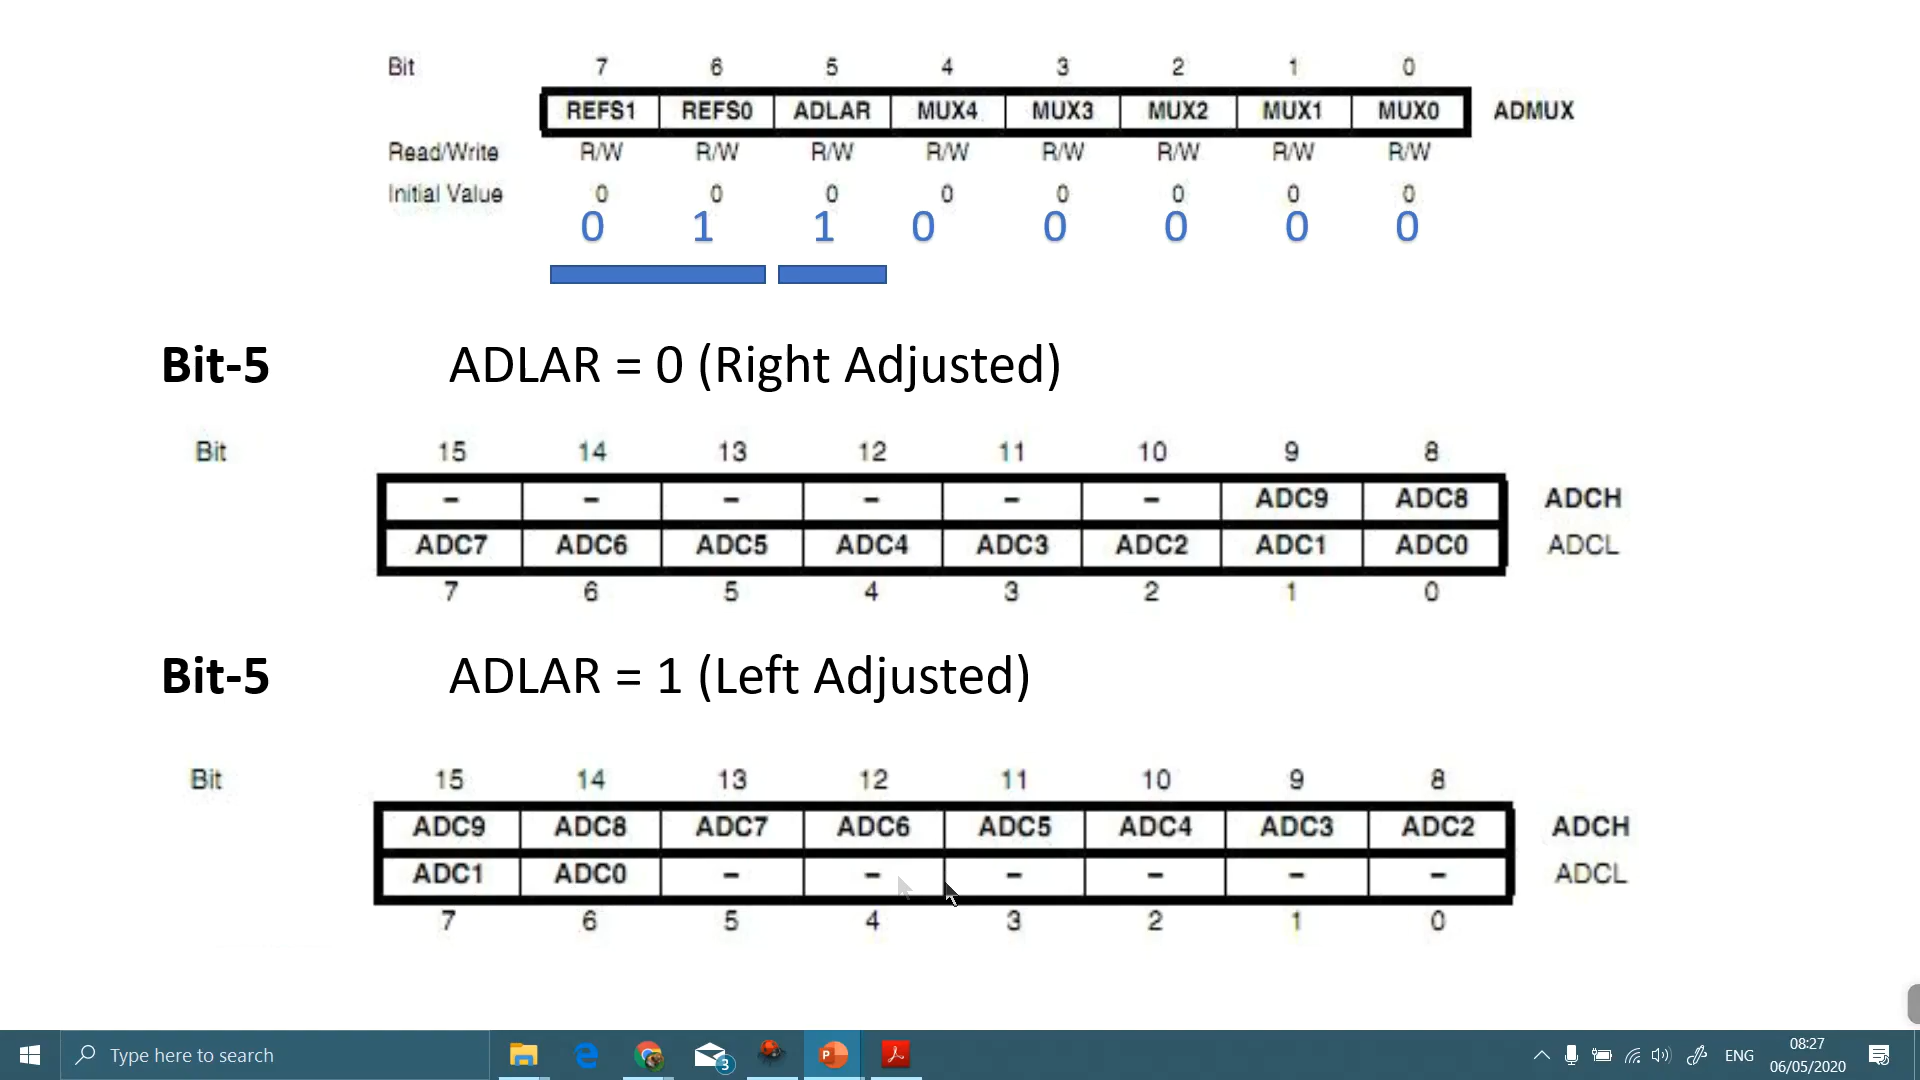 Bit 7 6 5 4 3 2 1 0
REFS1 REFS0 ADLAR MUX4 MUX3 MUX2 MUX1 MUX0 ADMUX
Read/Write R/W R/W R/W R/W R/W R/W R/W R/W
Initial Value 0 0 0 0 0 0 0 0
0 1 1 0 0 0 0 0
Bit-5 ADLAR = 0 (Right Adjusted)
Bit 15 14 13 12 11 10 9 8
– – – – – – ADC9 ADC8 ADCH
ADC7 ADC6 ADC5 ADC4 ADC3 ADC2 ADC1 ADC0 ADCL
7 6 5 4 3 2 1 0
Bit-5 ADLAR = 1 (Left Adjusted)
Bit 15 14 13 12 11 10 9 8
ADC9 ADC8 ADC7 ADC6 ADC5 ADC4 ADC3 ADC2 ADCH
ADC1 ADC0 – – – – – – ADCL
7 6 5 4 3 2 1 0
Type here to search
3
P
ENG
08:27
06/05/2020